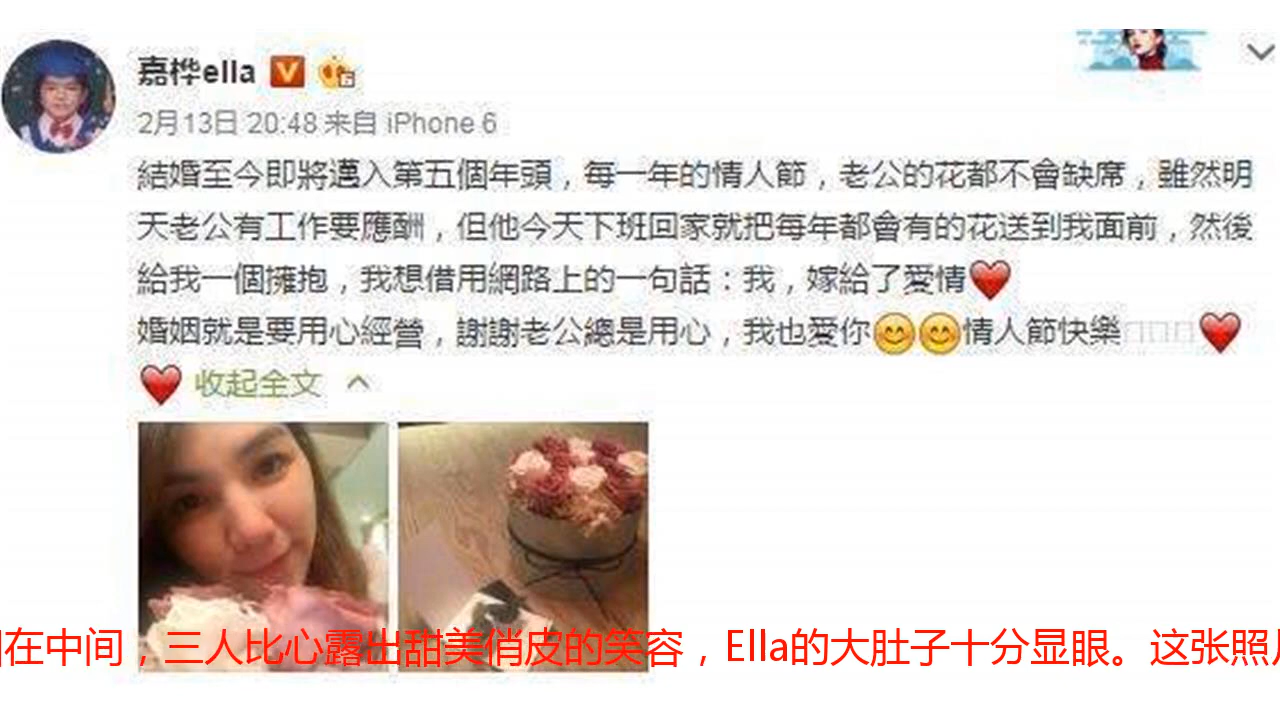 嘉桦ella
2月13日 20:48 来自 iPhone 6
結婚至今即將邁入第五個年頭，每一年的情人節，老公的花都不會缺席，雖然明
天老公有工作要應酬，但他今天下班回家就把每年都會有的花送到我面前，然後
給我一個擁抱，我想借用網路上的一句話：我，嫁給了愛情❤️
婚姻就是要用心經營，謝謝老公總是用心，我也愛你😊😊情人節快樂□□□❤️
❤️ 收起全文
在中间，三人比心露出甜美俏皮的笑容，Ella的大肚子十分显眼。这张照